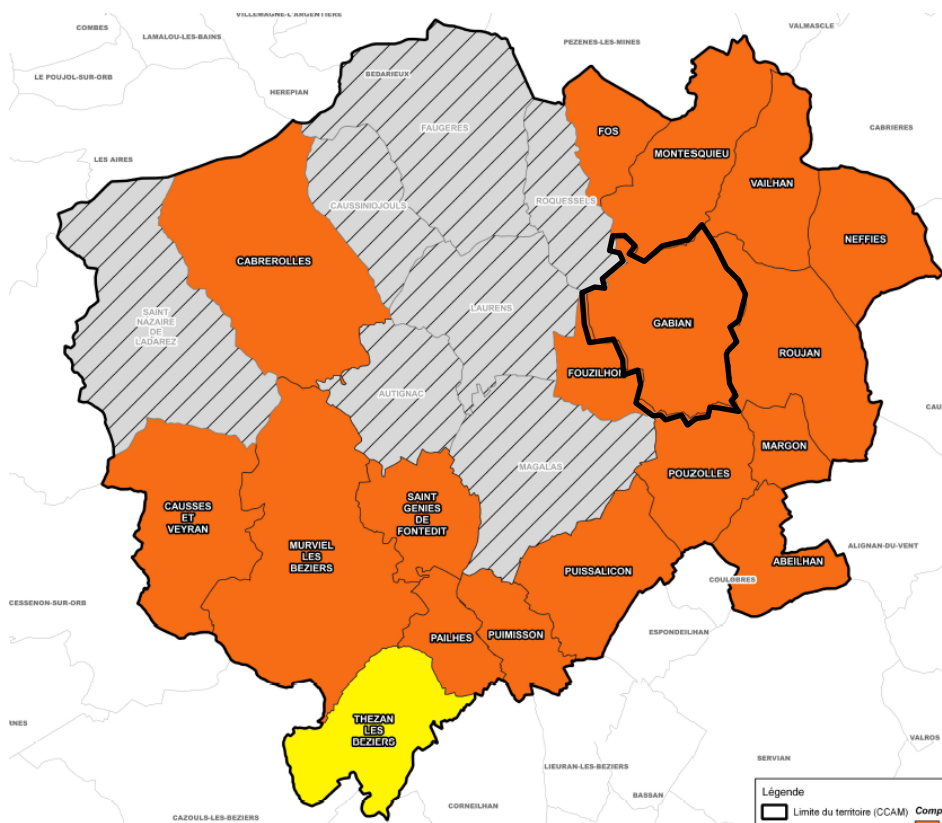 VILLEMAGNE-L'ARGENTIERE
COMBES
VALMASCLE
LAMALOU-LES-BAINS
PEZENES-LES-MINES
LE POUJOL-SUR-ORB
BEDARIEUX
HEREPIAN
FAUGERES
FOS
CABRIERES
MONTESQUIEU
LES AIRES
VAILHAN
CAUSSINIOJOULS
ROQUESSELS
NEFFIES
CABREROLLES
SAINT
NAZAIRE
DE
LADAREZ
LAURENS
GABIAN
ROUJAN
FOUZILHO
AUTIGNAC
CAU
MARGON
MAGALAS
POUZOLLES
CAUSSES
ET
VEYRAN
SAINT
GENIES
DE
FONTEDIT
MURVIEL
LES
BEZIERS
ALIGNAN-DU-VENT
ABEILHAN
PUISSALICON
COULOBRES
CESSENON-SUR-ORB
ESPONDEILHAN
PAILHES
PUIMISSON
NES
THEZAN
LES
BEZIERS
VALROS
SERVIAN
LIEURAN-LES-BEZIERS
BASSAN
CORNEILHAN
CAZOULS-LES-BEZIERS
Légende
Limite du territoire (CCAM) Comp